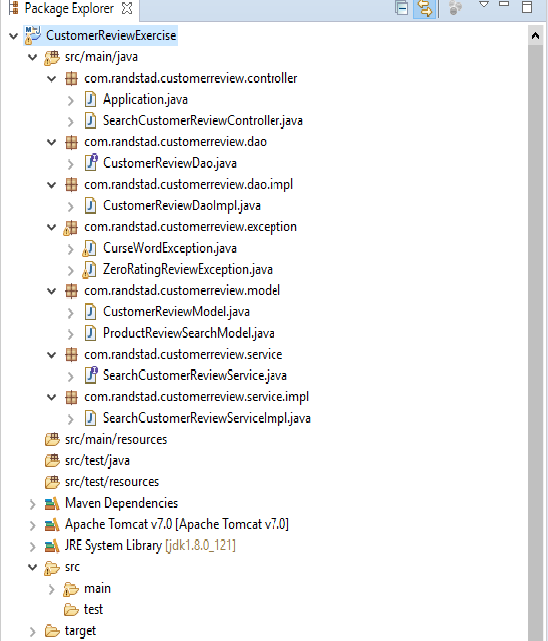 Package Explorer
CustomerReviewExercise
src/main/java
com.randstad.customerreview.controller
Application.java
SearchCustomerReviewController.java
com.randstad.customerreview.dao
CustomerReviewDao.java
com.randstad.customerreview.dao.impl
CustomerReviewDaoImpl.java
com.randstad.customerreview.exception
CurseWordException.java
ZeroRatingReviewException.java
com.randstad.customerreview.model
CustomerReviewModel.java
ProductReviewSearchModel.java
com.randstad.customerreview.service
SearchCustomerReviewService.java
com.randstad.customerreview.service.impl
SearchCustomerReviewServiceImpl.java
src/main/resources
src/test/java
src/test/resources
Maven Dependencies
Apache Tomcat v7.0 [Apache Tomcat v7.0]
JRE System Library [jdk1.8.0_121]
src
main
test
target